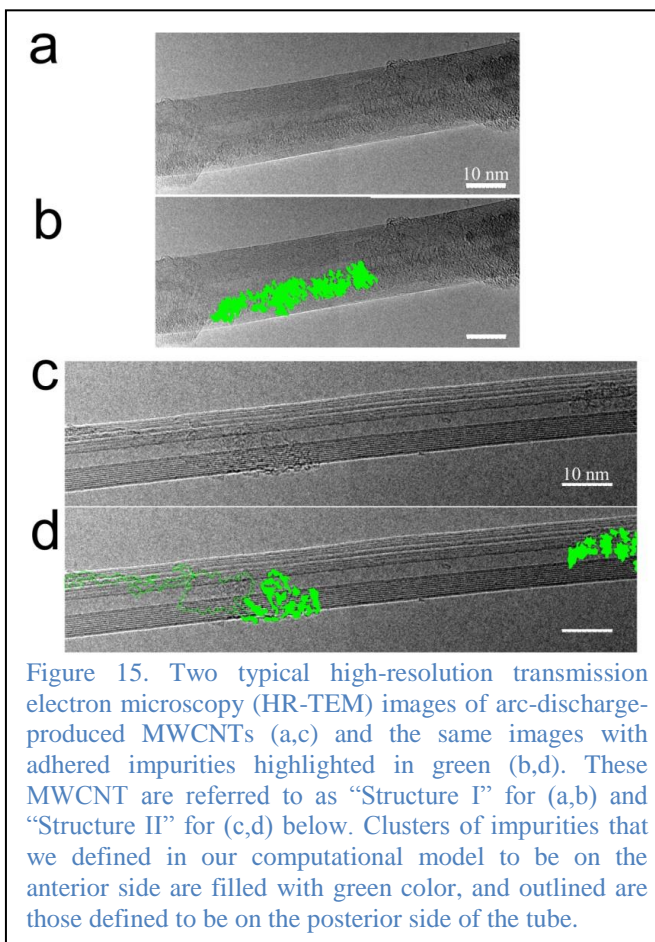 a
10 nm
b
c
10 nm
d
Figure 15. Two typical high-resolution transmission
electron microscopy (HR-TEM) images of arc-discharge-
produced MWCNTs (a,c) and the same images with
adhered impurities highlighted in green (b,d). These
MWCNT are referred to as “Structure I” for (a,b) and
“Structure II” for (c,d) below. Clusters of impurities that
we defined in our computational model to be on the
anterior side are filled with green color, and outlined are
those defined to be on the posterior side of the tube.